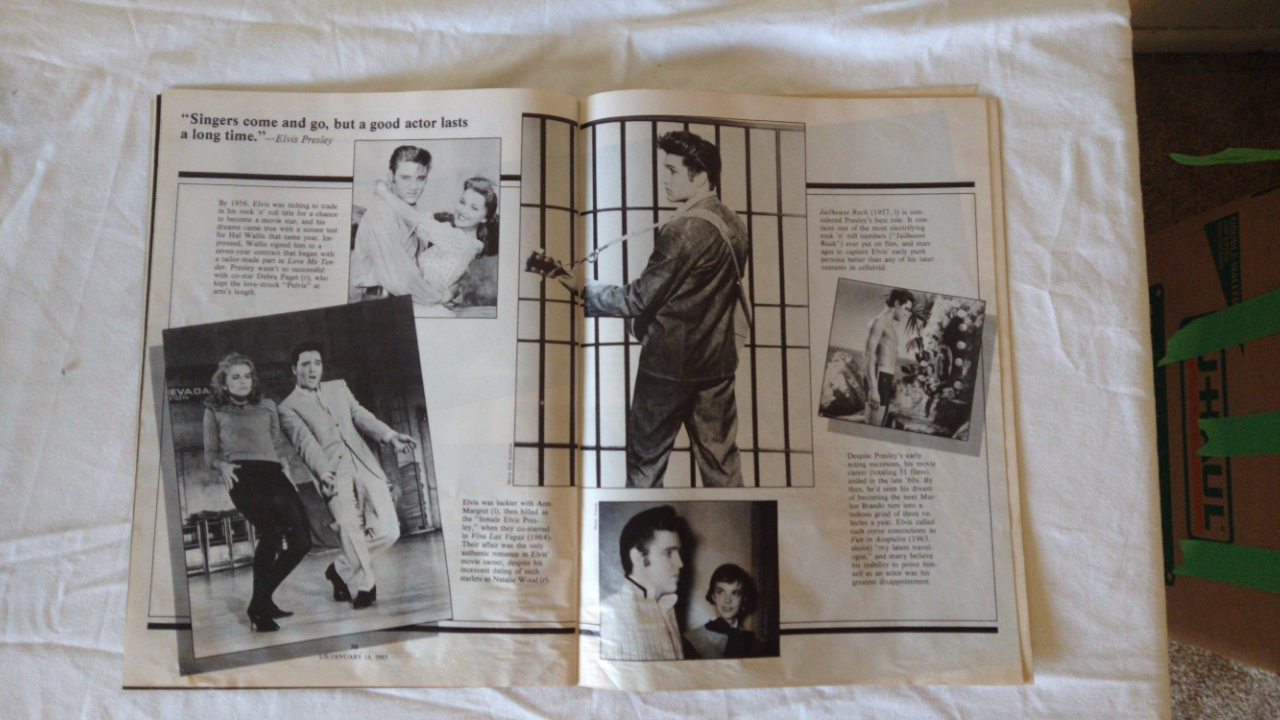 “Singers come and go, but a good actor lasts
a long time.”—Elvis Presley
By 1956, Elvis was itching to trade
in his rock 'n' roll title for a chance
to become a movie star, and his
dreams came true with a screen test
for Hal Wallis that same year. Im-
pressed, Wallis signed him to a
seven-year contract that began with
a tailor-made part in Love Me Ten-
der. Presley wasn't so successful
with co-star Debra Paget (r), who
kept the love-struck “Pelvis” at
arm's length.
EVADA
Elvis was luckier with Ann-
Margret (l), then billed as
the “female Elvis Pres-
ley,” when they co-starred
in Viva Las Vegas (1964).
Their affair was the only
authentic romance in Elvis'
movie career, despite his
incessant dating of such
starlets as Natalie Wood (r).
US/JANUARY 14, 1985
Jailhouse Rock (1957, l) is con-
sidered Presley's best role. It con-
tains one of the most electrifying
rock 'n' roll numbers (“Jailhouse
Rock”) ever put on film, and man-
ages to capture Elvis' early punk
persona better than any of his later
ventures in celluloid.
Despite Presley's early
acting successes, his movie
career (totaling 31 films)
ended in the late '60s. By
then, he'd seen his dream
of becoming the next Mar-
lon Brando turn into a
tedious grind of three ve-
hicles a year. Elvis called
such corny concoctions as
Fun in Acapulco (1963,
above) “my latest travel-
ogue,” and many believe
his inability to prove him-
self as an actor was his
greatest disappointment.
U-HAUL